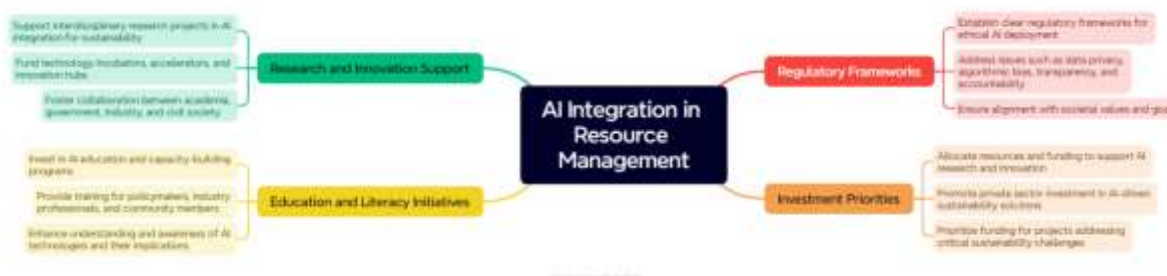 AI Integration in
Resource
Management
Research and Innovation Support
Support interdisciplinary research projects in AI
integration for sustainability
Fund technology incubators, accelerators, and
innovation hubs
Foster collaboration between academia,
government, industry, and civil society
Education and Literacy Initiatives
Invest in AI education and capacity-building
programs
Provide training for policymakers, industry
professionals, and community members
Enhance understanding and awareness of AI
technologies and their implications
Regulatory Frameworks
Establish clear regulatory frameworks for
ethical AI deployment
Address issues such as data privacy,
algorithmic bias, transparency, and
accountability
Ensure alignment with societal values and
Investment Priorities
Allocate resources and funding to support AI
research and innovation
Promote private sector investment in AI-driven
sustainability solutions
Prioritize funding for projects addressing
critical sustainability challenges